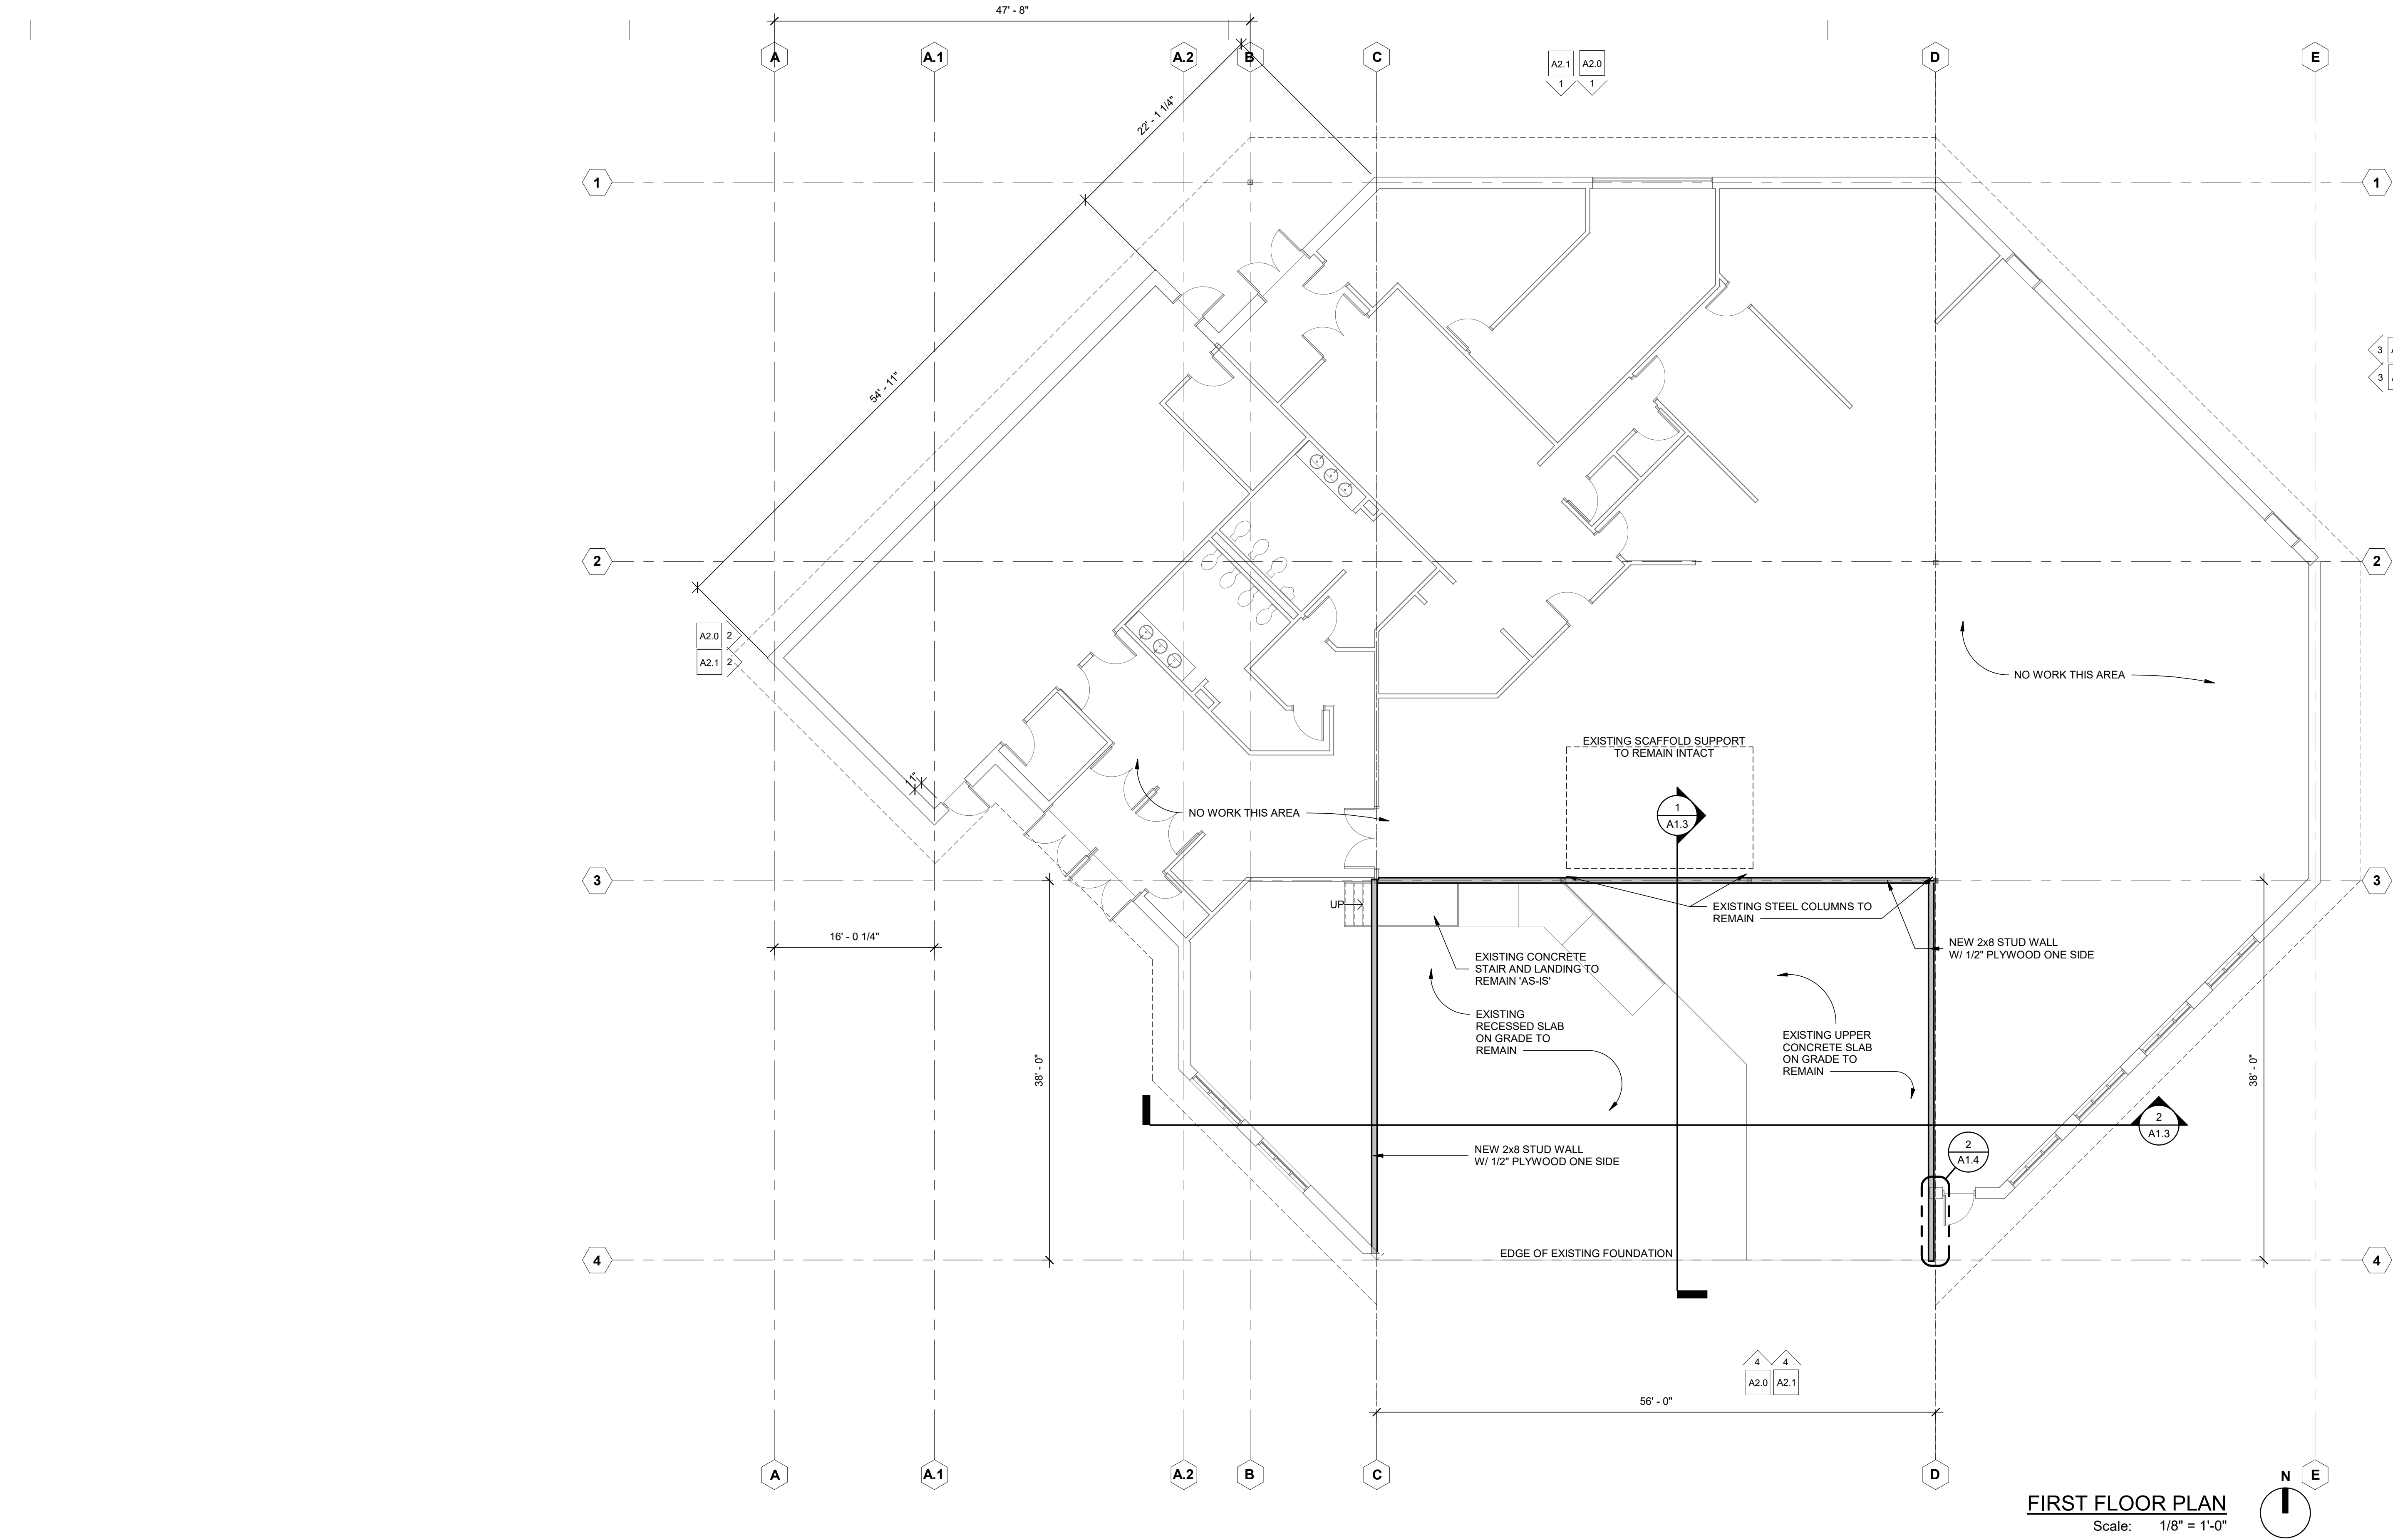 47' - 8"
A
A.1
A.2
B
C
D
E
A2.1
A2.0
1
1
22' - 1 1/4"
1
1
3
3
54' - 11"
2
2
A2.0
2
A2.1
2
NO WORK THIS AREA
EXISTING SCAFFOLD SUPPORT
TO REMAIN INTACT
11"
NO WORK THIS AREA
1
A1.3
3
3
UP
EXISTING STEEL COLUMNS TO
REMAIN
16' - 0 1/4"
NEW 2x8 STUD WALL
W/ 1/2" PLYWOOD ONE SIDE
EXISTING CONCRETE
STAIR AND LANDING TO
REMAIN 'AS-IS'
EXISTING
RECESSED SLAB
ON GRADE TO
REMAIN
EXISTING UPPER
CONCRETE SLAB
ON GRADE TO
REMAIN
38' - 0"
38' - 0"
2
A1.3
NEW 2x8 STUD WALL
W/ 1/2" PLYWOOD ONE SIDE
2
A1.4
EDGE OF EXISTING FOUNDATION
4
4
4
4
A2.0
A2.1
56' - 0"
A
A.1
A.2
B
C
D
E
N
FIRST FLOOR PLAN
Scale: 1/8" = 1'-0"